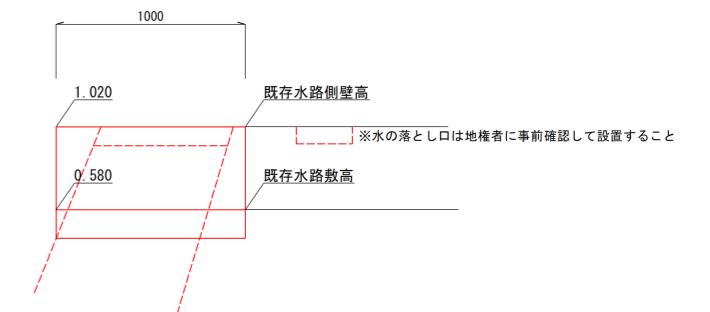 1000
1.020
既存水路側壁高
※水の落とし口は地権者に事前確認して設置すること
0.580
既存水路敷高